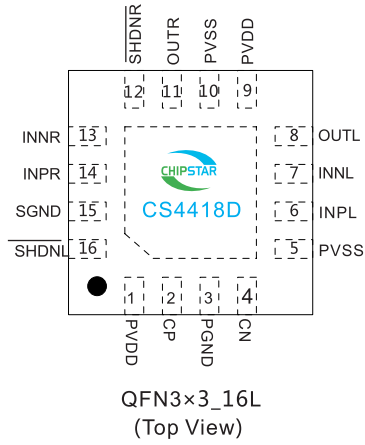 SHDNR OUTR PVSS PVDD
12 11 10 9
INNR 13 8 OUTL
INPR 14 7 INNL
SGND 15 6 INPL
SHDNL 16 5 PVSS
CHIPSTAR
CS4418D
1 2 3 4
PVDD CP PGND CN
QFN3×3_16L
(Top View)